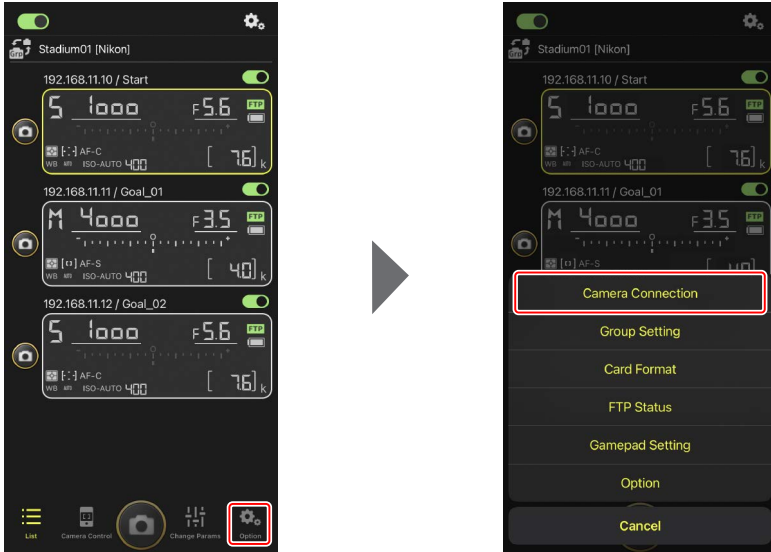 Stadium01 [Nikon]
192.168.11.10 / Start
S 1000 F5.6 FTP
AF-C
WB AUTO ISO-AUTO 400 [ 7.6] k
192.168.11.11 / Goal_01
M 4000 F3.5 FTP
AF-S
WB AUTO ISO-AUTO 400 [ 4.0] k
192.168.11.12 / Goal_02
S 1000 F5.6 FTP
AF-C
WB AUTO ISO-AUTO 400 [ 7.6] k
List Camera Control Change Params Option
Stadium01 [Nikon]
192.168.11.10 / Start
S 1000 F5.6 FTP
AF-C
WB AUTO ISO-AUTO 400 [ 7.6] k
192.168.11.11 / Goal_01
M 4000 F3.5 FTP
AF-S
Camera Connection
Group Setting
Card Format
FTP Status
Gamepad Setting
Option
Cancel